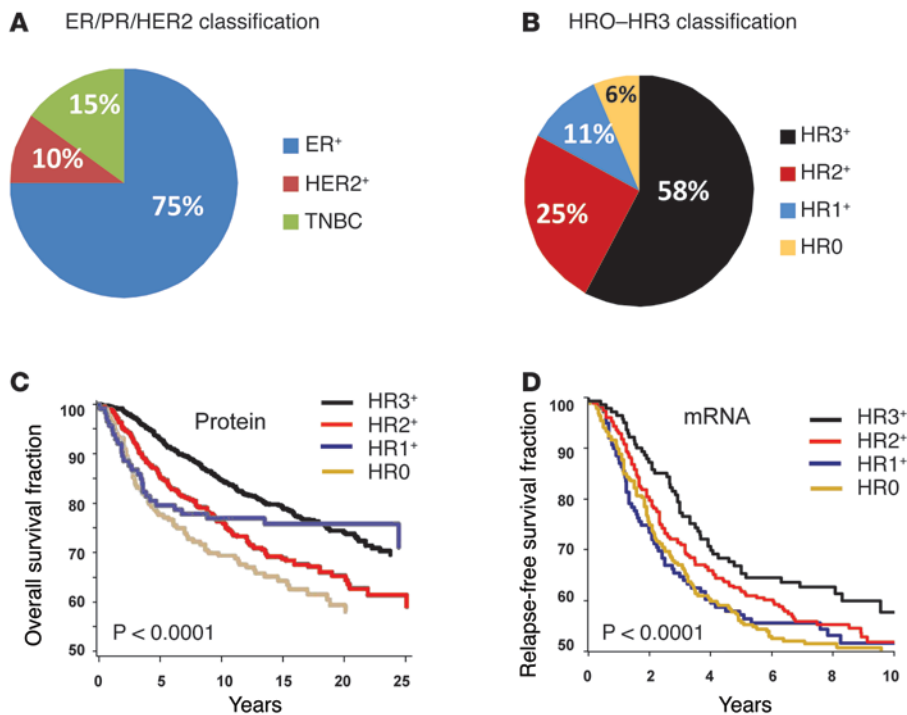 A ER/PR/HER2 classification
15%
10%
75%
ER⁺
HER2⁺
TNBC
B HRO–HR3 classification
6%
11%
25%
58%
HR3⁺
HR2⁺
HR1⁺
HR0
C
Protein
HR3⁺
HR2⁺
HR1⁺
HR0
Overall survival fraction
100
90
80
70
60
50
P < 0.0001
0 5 10 15 20 25
Years
D
mRNA
HR3⁺
HR2⁺
HR1⁺
HR0
Relapse-free survival fraction
100
90
80
70
60
50
P < 0.0001
0 2 4 6 8 10
Years